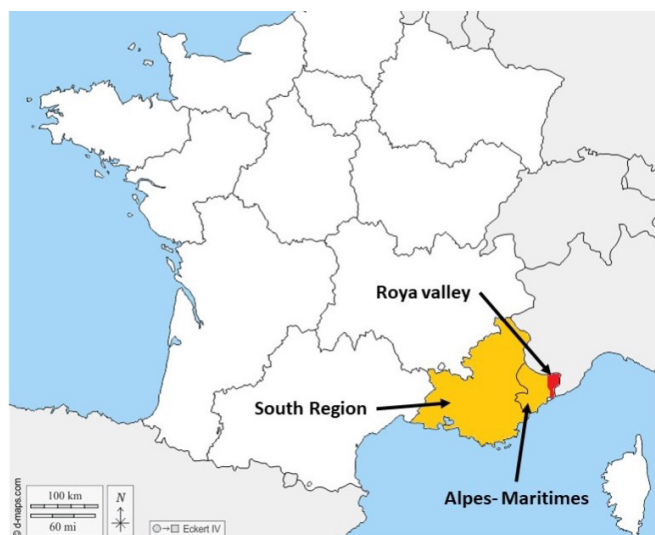 Roya valley
South Region
Alpes- Maritimes
100 km
60 mi
N
Eckert IV
© d-maps.com